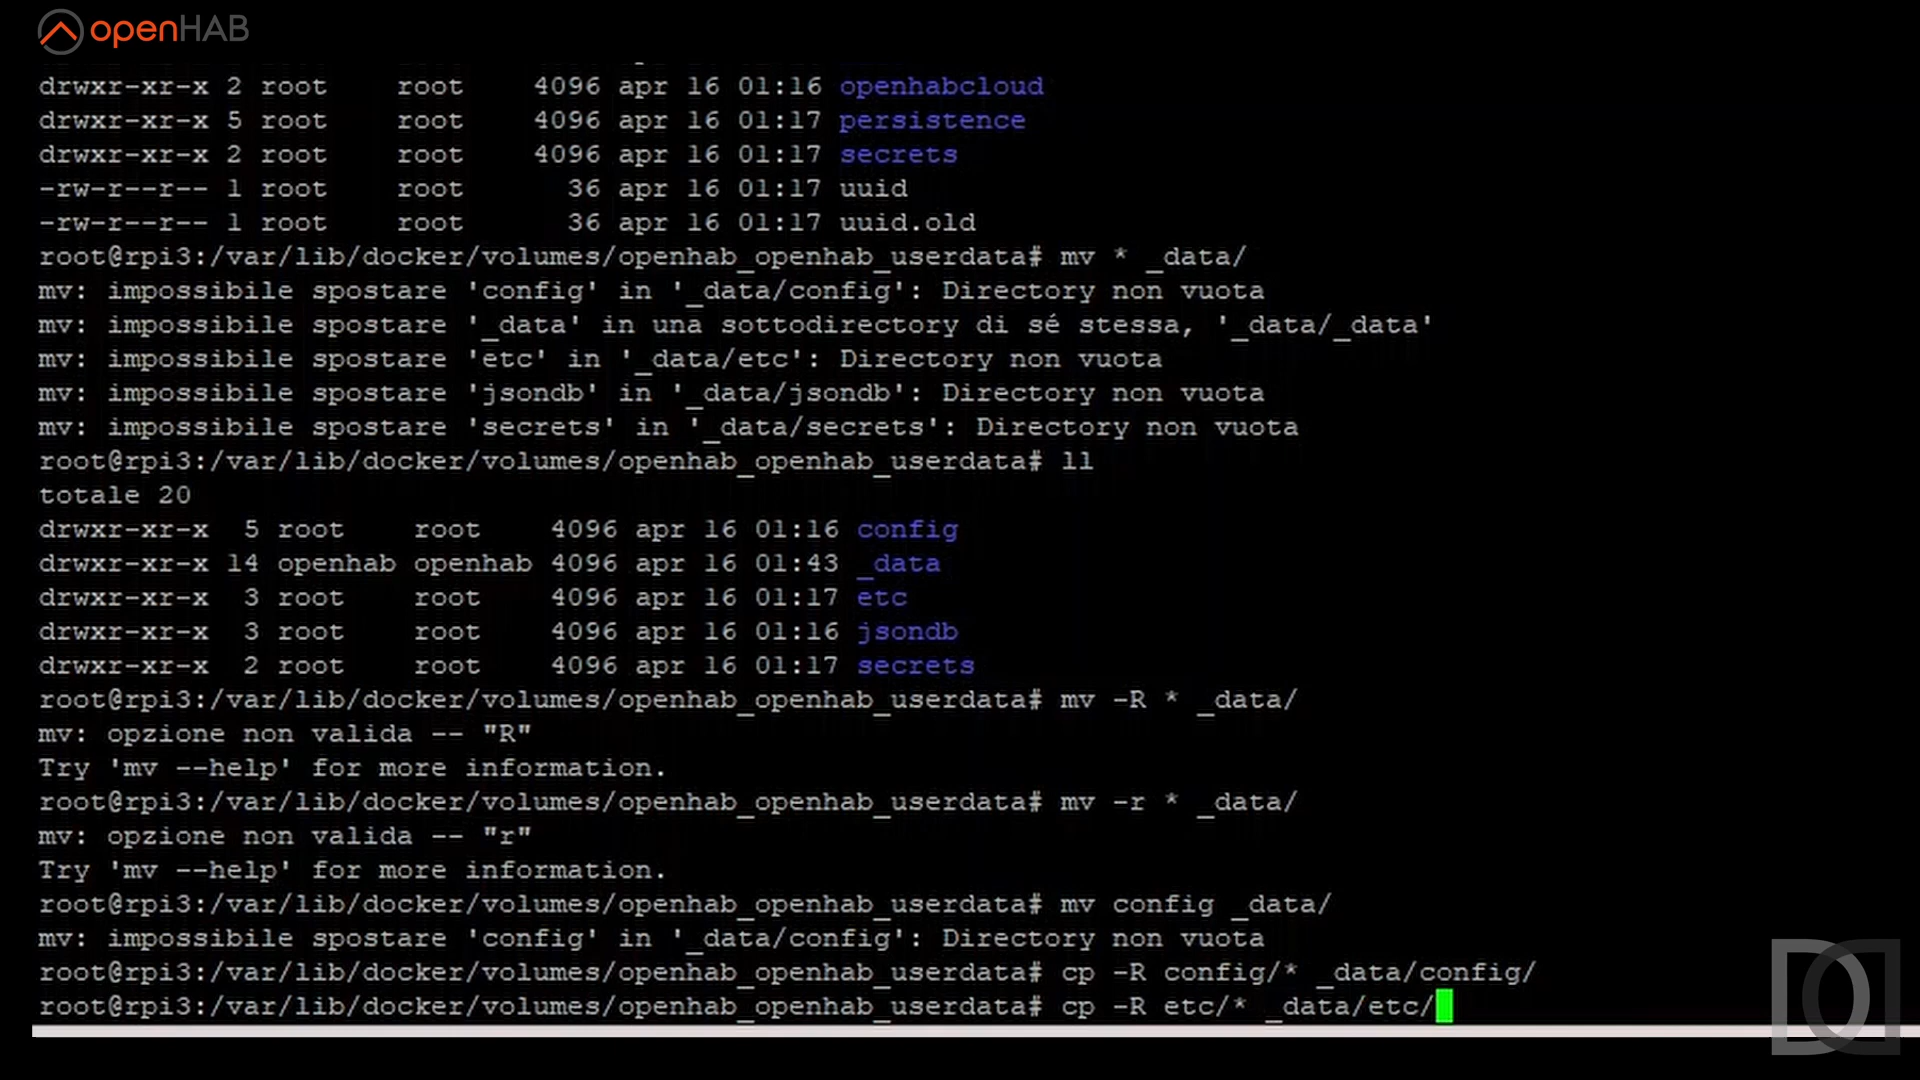 openHAB
drwxr-xr-x 2 root    root    4096 apr 16 01:16 openhabcloud
drwxr-xr-x 5 root    root    4096 apr 16 01:17 persistence
drwxr-xr-x 2 root    root    4096 apr 16 01:17 secrets
-rw-r--r-- 1 root    root      36 apr 16 01:17 uuid
-rw-r--r-- 1 root    root      36 apr 16 01:17 uuid.old
root@rpi3:/var/lib/docker/volumes/openhab_openhab_userdata# mv * _data/
mv: impossibile spostare 'config' in '_data/config': Directory non vuota
mv: impossibile spostare '_data' in una sottodirectory di sé stessa, '_data/_data'
mv: impossibile spostare 'etc' in '_data/etc': Directory non vuota
mv: impossibile spostare 'jsondb' in '_data/jsondb': Directory non vuota
mv: impossibile spostare 'secrets' in '_data/secrets': Directory non vuota
root@rpi3:/var/lib/docker/volumes/openhab_openhab_userdata# ll
totale 20
drwxr-xr-x  5 root    root    4096 apr 16 01:16 config
drwxr-xr-x 14 openhab openhab 4096 apr 16 01:43 _data
drwxr-xr-x  3 root    root    4096 apr 16 01:17 etc
drwxr-xr-x  3 root    root    4096 apr 16 01:16 jsondb
drwxr-xr-x  2 root    root    4096 apr 16 01:17 secrets
root@rpi3:/var/lib/docker/volumes/openhab_openhab_userdata# mv -R * _data/
mv: opzione non valida -- "R"
Try 'mv --help' for more information.
root@rpi3:/var/lib/docker/volumes/openhab_openhab_userdata# mv -r * _data/
mv: opzione non valida -- "r"
Try 'mv --help' for more information.
root@rpi3:/var/lib/docker/volumes/openhab_openhab_userdata# mv config _data/
mv: impossibile spostare 'config' in '_data/config': Directory non vuota
root@rpi3:/var/lib/docker/volumes/openhab_openhab_userdata# cp -R config/* _data/config/
root@rpi3:/var/lib/docker/volumes/openhab_openhab_userdata# cp -R etc/* _data/etc/